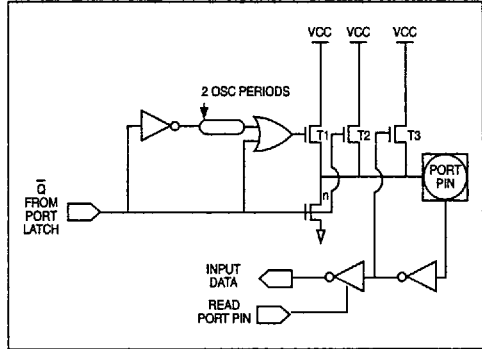 VCC VCC VCC
2 OSC PERIODS
T1 T2 T3
Q
FROM
PORT
LATCH
n
PORT
PIN
INPUT
DATA
READ
PORT PIN